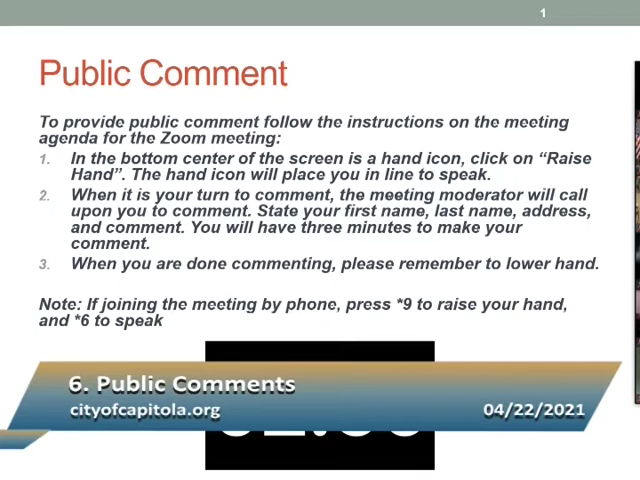 1
Public Comment
To provide public comment follow the instructions on the meeting
agenda for the Zoom meeting:
1. In the bottom center of the screen is a hand icon, click on “Raise
Hand”. The hand icon will place you in line to speak.
2. When it is your turn to comment, the meeting moderator will call
upon you to comment. State your first name, last name, address,
and comment. You will have three minutes to make your
comment.
3. When you are done commenting, please remember to lower hand.
Note: If joining the meeting by phone, press *9 to raise your hand,
and *6 to speak
6. Public Comments
cityofcapitola.org 04/22/2021